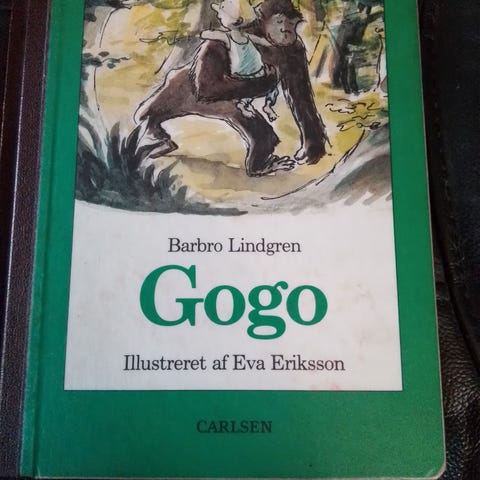 Barbro Lindgren
Gogo
Illustreret af Eva Eriksson
CARLSEN